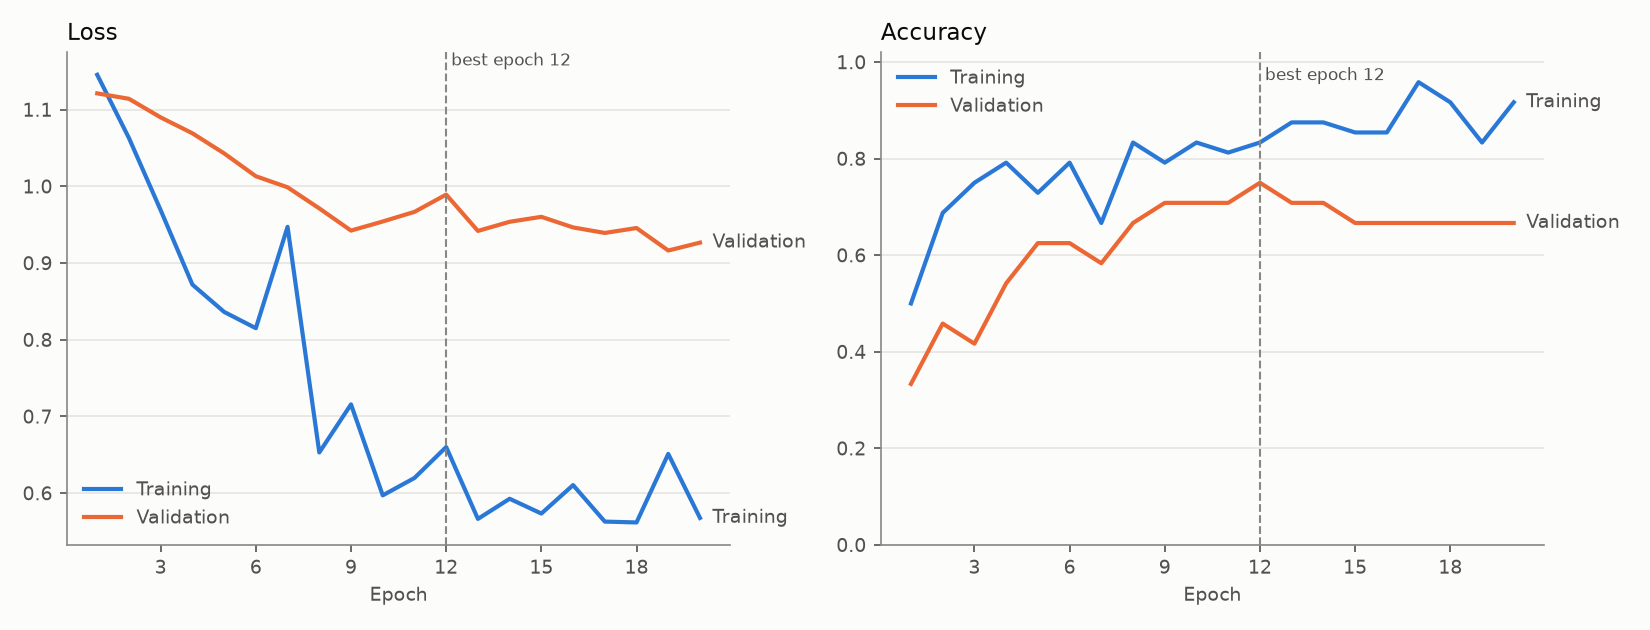 Loss
best epoch 12
1.1
1.0
0.9
0.8
0.7
0.6
Validation
Training
Training
Validation
3 6 9 12 15 18
Epoch
Accuracy
1.0
0.8
0.6
0.4
0.2
0.0
Training
Validation
best epoch 12
Training
Validation
3 6 9 12 15 18
Epoch